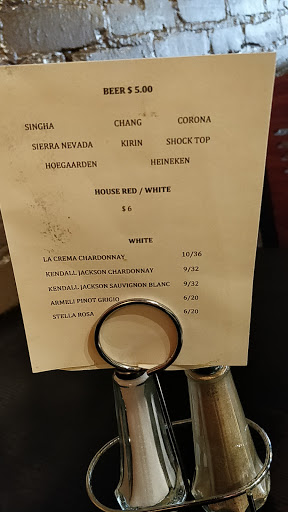 BEER $ 5.00
SINGHA CHANG CORONA
SIERRA NEVADA KIRIN SHOCK TOP
HOEGAARDEN HEINEKEN
HOUSE RED / WHITE
$ 6
WHITE
LA CREMA CHARDONNAY 10/36
KENDALL JACKSON CHARDONNAY 9/32
KENDALL JACKSON SAUVIGNON BLANC 9/32
ARMELI PINOT GRIGIO 6/20
STELLA ROSA 6/20